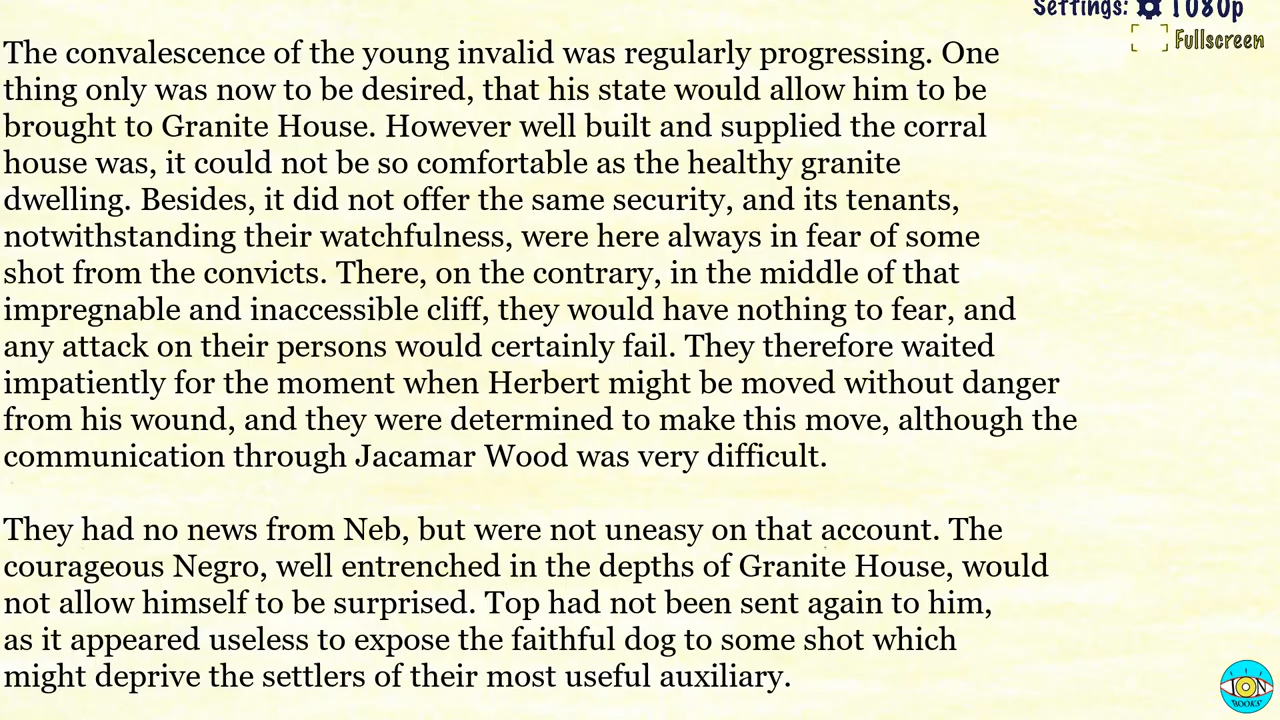 Settings: 1080p
Fullscreen
The convalescence of the young invalid was regularly progressing. One
thing only was now to be desired, that his state would allow him to be
brought to Granite House. However well built and supplied the corral
house was, it could not be so comfortable as the healthy granite
dwelling. Besides, it did not offer the same security, and its tenants,
notwithstanding their watchfulness, were here always in fear of some
shot from the convicts. There, on the contrary, in the middle of that
impregnable and inaccessible cliff, they would have nothing to fear, and
any attack on their persons would certainly fail. They therefore waited
impatiently for the moment when Herbert might be moved without danger
from his wound, and they were determined to make this move, although the
communication through Jacamar Wood was very difficult.
They had no news from Neb, but were not uneasy on that account. The
courageous Negro, well entrenched in the depths of Granite House, would
not allow himself to be surprised. Top had not been sent again to him,
as it appeared useless to expose the faithful dog to some shot which
might deprive the settlers of their most useful auxiliary.
ION
BOOKS